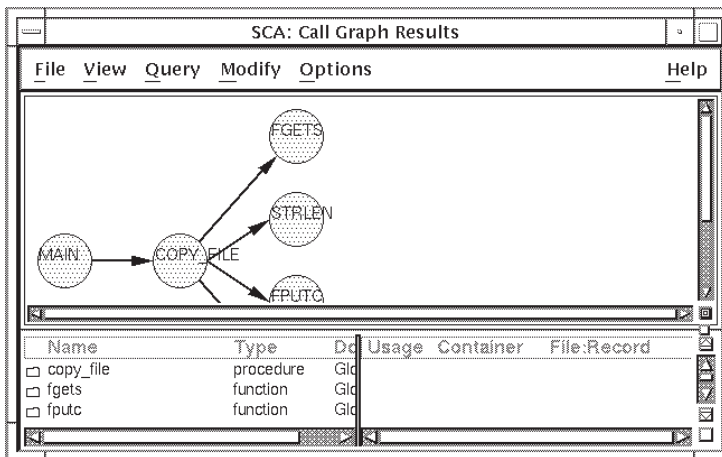 SCA: Call Graph Results
File View Query Modify Options Help
FGETS
STRLEN
MAIN COPY_FILE
FPUTC
Name Type Usage Container File:Record
copy_file procedure
fgets function
fputc function